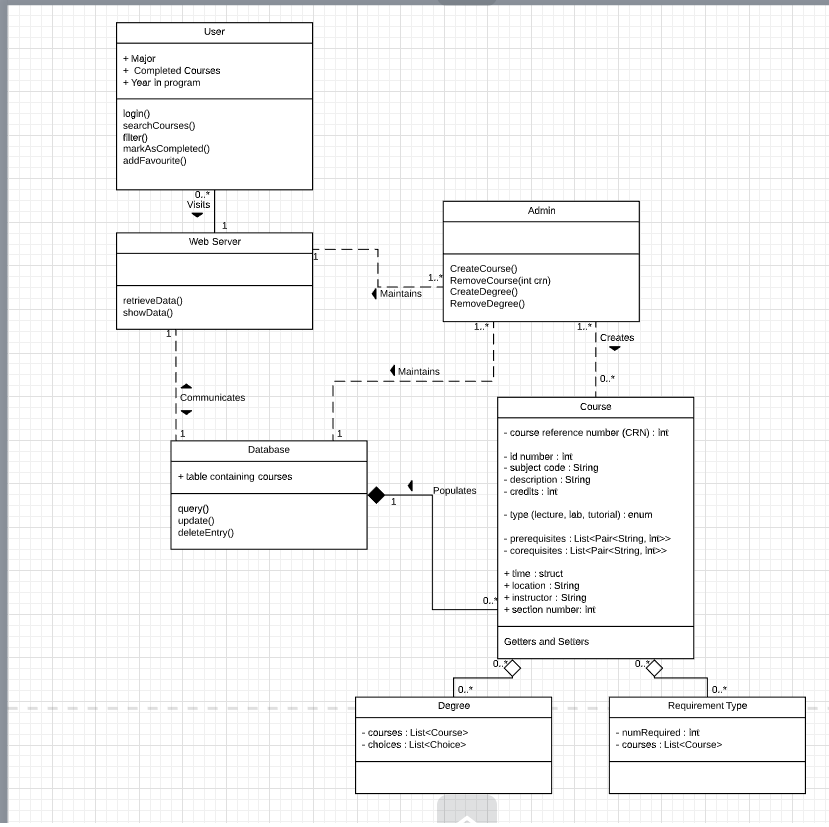 User
+ Major
+ Completed Courses
+ Year in program
login()
searchCourses()
filter()
markAsCompleted()
addFavourite()
0..*
Visits
1
Web Server
retrieveData()
showData()
1
1
Admin
CreateCourse()
RemoveCourse(int crn)
CreateDegree()
RemoveDegree()
1..*
Maintains
1..*
1..*
Creates
0..*
Maintains
1
Communicates
1
Database
+ table containing courses
query()
update()
deleteEntry()
Populates
1
0..*
Course
- course reference number (CRN) : int
- id number : int
- subject code : String
- description : String
- credits : int
- type (lecture, lab, tutorial) : enum
- prerequisites : List<Pair<String, int>>
- corequisites : List<Pair<String, int>>
+ time : struct
+ location : String
+ instructor : String
+ section number: int
Getters and Setters
0..*
0..*
0..*
0..*
Degree
- courses : List<Course>
- choices : List<Choice>
Requirement Type
- numRequired : int
- courses : List<Course>